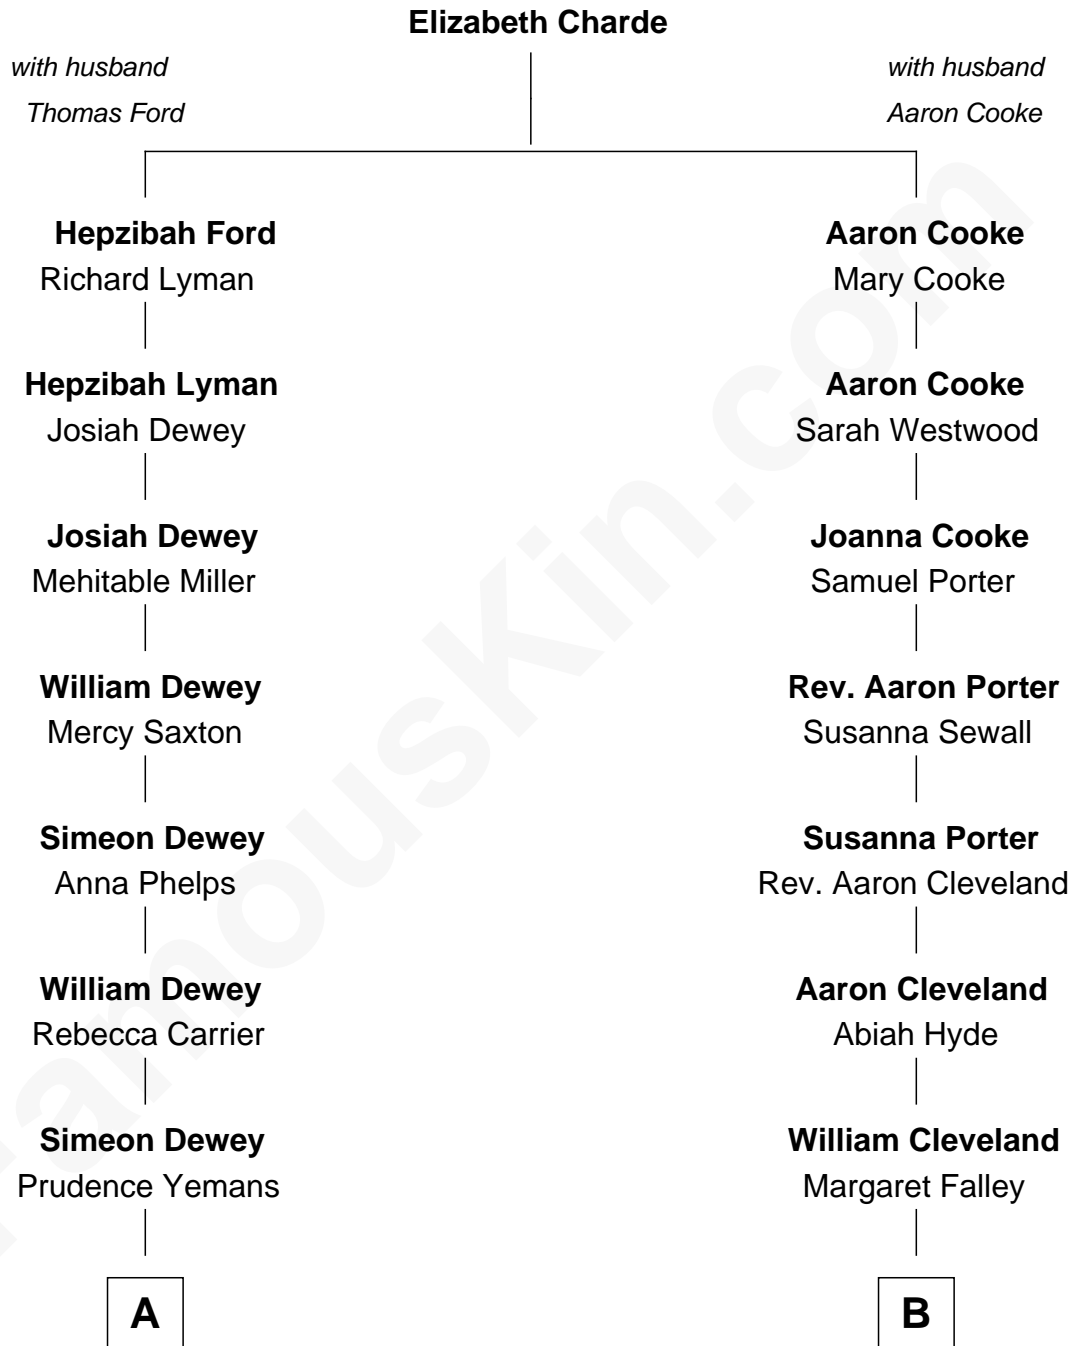 Elizabeth Charde
with husband
Thomas Ford
with husband
Aaron Cooke
Hepzibah Ford
Richard Lyman
Aaron Cooke
Mary Cooke
Hepzibah Lyman
Josiah Dewey
Aaron Cooke
Sarah Westwood
Josiah Dewey
Mehitable Miller
Joanna Cooke
Samuel Porter
William Dewey
Mercy Saxton
Rev. Aaron Porter
Susanna Sewall
Simeon Dewey
Anna Phelps
Susanna Porter
Rev. Aaron Cleveland
William Dewey
Rebecca Carrier
Aaron Cleveland
Abiah Hyde
Simeon Dewey
Prudence Yemans
William Cleveland
Margaret Falley
A
B
FamousKin.com